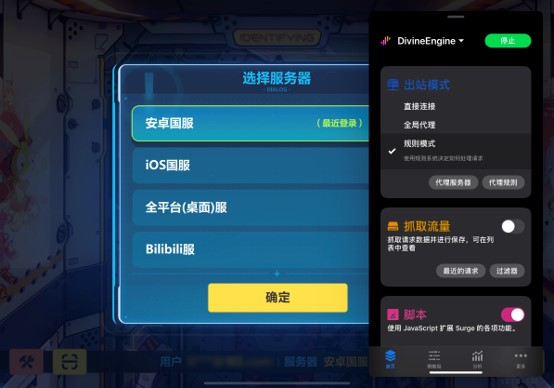 IDENTIFYING
选择服务器
· DIALOG ·
安卓国服
（最近登录）
iOS国服
全平台(桌面)服
Bilibili服
确定
用户
服务器
安卓国服
DivineEngine
停止
出站模式
直接连接
全局代理
规则模式
使用规则系统决定如何处理请求
代理服务器
代理规则
抓取流量
抓取请求数据并进行保存，可在列
表中查看
最近的请求
过滤器
脚本
使用 JavaScript 扩展 Surge 的各项功能。
首页
分析
更多